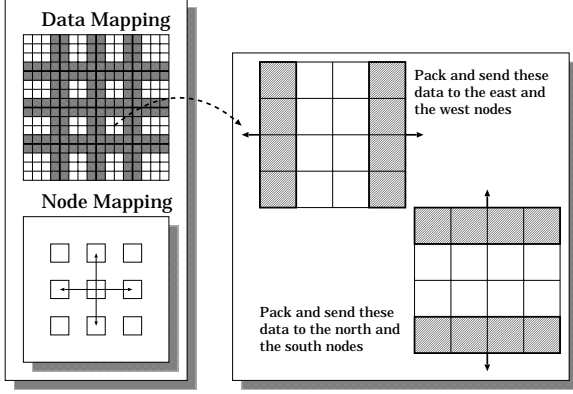 Data Mapping
Node Mapping
Pack and send these
data to the east and
the west nodes
Pack and send these
data to the north and
the south nodes